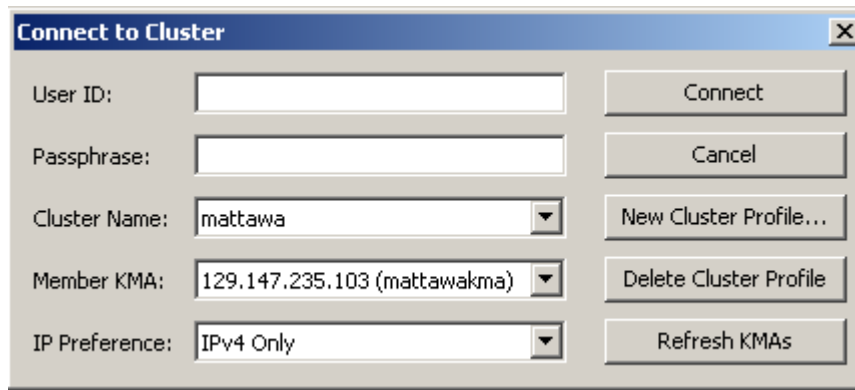 Connect to Cluster
User ID:
Connect
Passphrase:
Cancel
Cluster Name:
mattawa
New Cluster Profile...
Member KMA:
129.147.235.103 (mattawakma)
Delete Cluster Profile
IP Preference:
IPv4 Only
Refresh KMAs